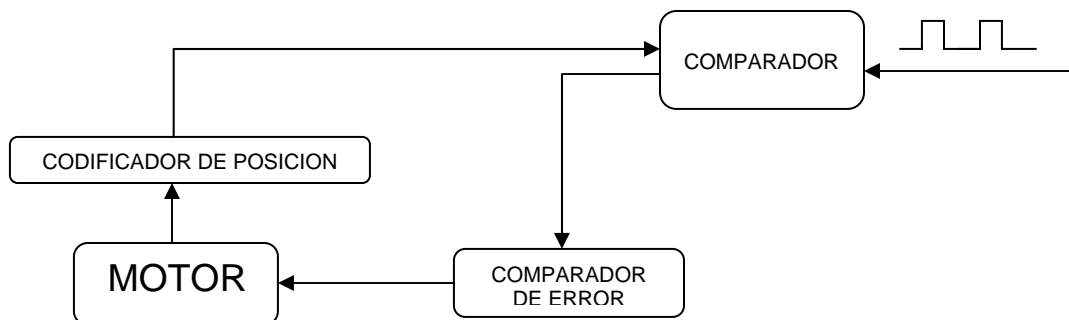 COMPARADOR
CODIFICADOR DE POSICION
MOTOR
COMPARADOR
DE ERROR